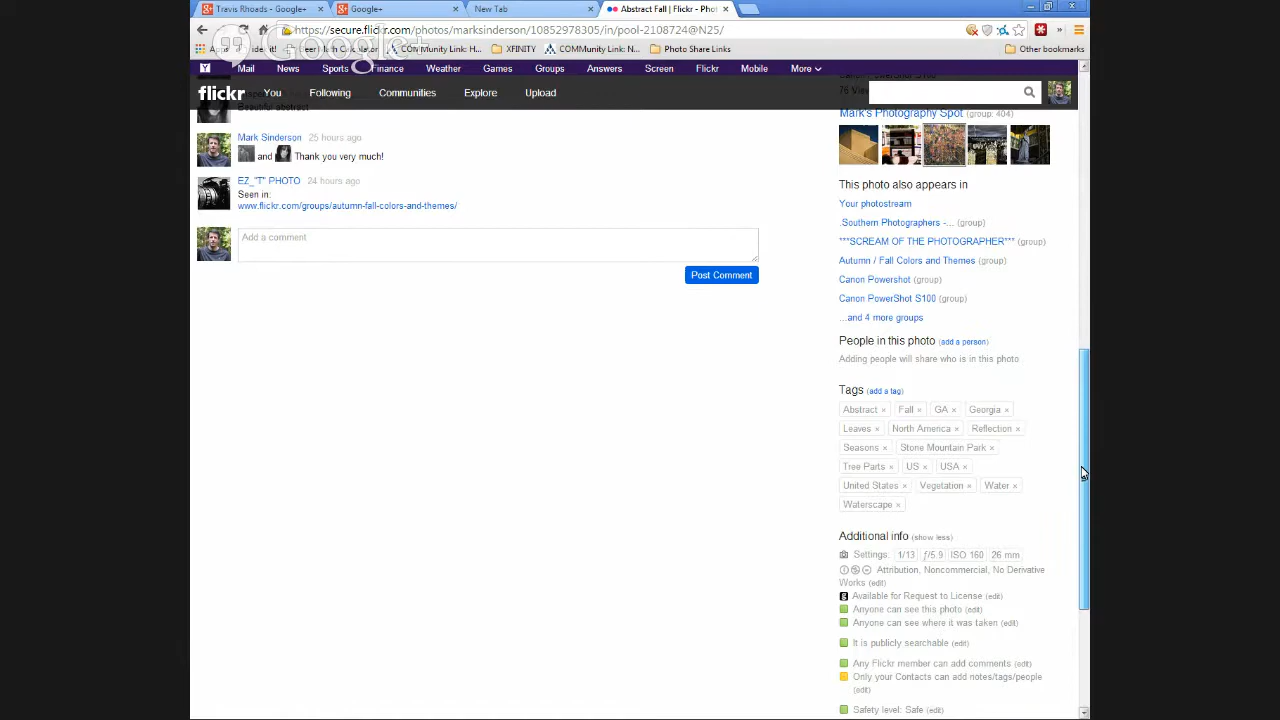 Travis Rhoads - Google+ ×
Google+ ×
New Tab ×
Abstract Fall | Flickr - Phot ×
https://secure.flickr.com/photos/marksinderson/10852978305/in/pool-2108724@N25/
COMmunity Link: I...
XFINITY
COMMunity Link: M...
Photo Share Links
Other bookmarks
Mail News Sports Finance Weather Games Groups Answers Screen Flickr Mobile More
flickr You Following Communities Explore Upload
Beautiful abstract
Mark Sinderson 25 hours ago
and Thank you very much!
EZ_"T" PHOTO 24 hours ago
Seen in:
www.flickr.com/groups/autumn-fall-colors-and-themes/
Add a comment
Post Comment
Mark's Photography Spot (group: 404)
This photo also appears in
Your photostream
.Southern Photographers -... (group)
***SCREAM OF THE PHOTOGRAPHER*** (group)
Autumn / Fall Colors and Themes (group)
Canon Powershot (group)
Canon PowerShot S100 (group)
...and 4 more groups
People in this photo (add a person)
Adding people will share who is in this photo
Tags (add a tag)
Abstract × Fall × GA × Georgia ×
Leaves × North America × Reflection ×
Seasons × Stone Mountain Park ×
Tree Parts × US × USA ×
United States × Vegetation × Water ×
Waterscape ×
Additional info (show less)
Settings: 1/13 ƒ/5.9 ISO 160 26 mm
Attribution, Noncommercial, No Derivative
Works (edit)
Available for Request to License (edit)
Anyone can see this photo (edit)
Anyone can see where it was taken (edit)
It is publicly searchable (edit)
Any Flickr member can add comments (edit)
Only your Contacts can add notes/tags/people
(edit)
Safety level: Safe (edit)